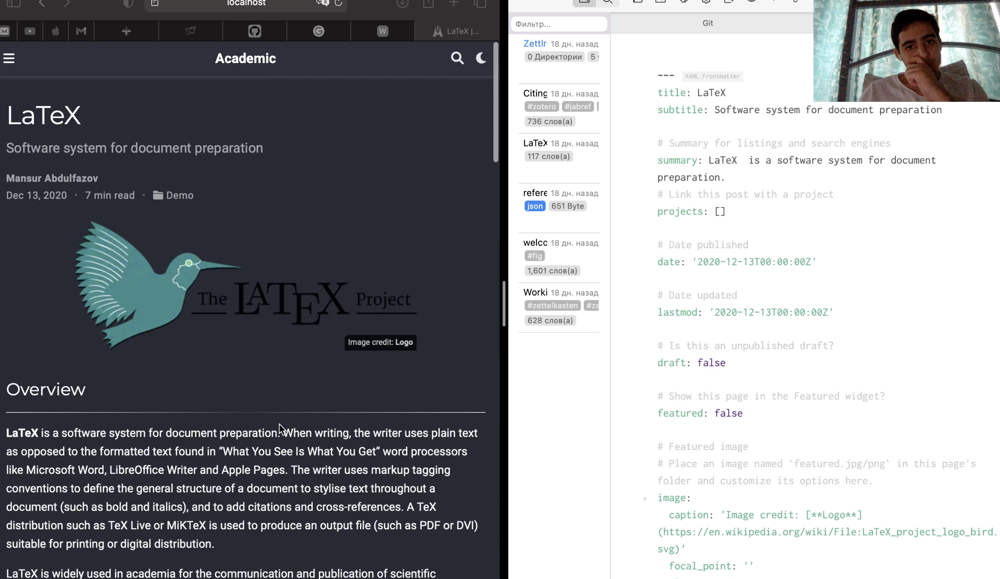 localhost
W
LaTeX |...
Academic
LaTeX
Software system for document preparation
Mansur Abdulfazov
Dec 13, 2020 · 7 min read · Demo
The LATEX Project
Image credit: Logo
Overview
LaTeX is a software system for document preparation. When writing, the writer uses plain text
as opposed to the formatted text found in “What You See Is What You Get” word processors
like Microsoft Word, LibreOffice Writer and Apple Pages. The writer uses markup tagging
conventions to define the general structure of a document to stylise text throughout a
document (such as bold and italics), and to add citations and cross-references. A TeX
distribution such as TeX Live or MiKTeX is used to produce an output file (such as PDF or DVI)
suitable for printing or digital distribution.
LaTeX is widely used in academia for the communication and publication of scientific
Фильтр...
Zettlr 18 дн. назад
0 Директории 5
Citing 18 дн. назад
#zotero #jabref
736 слов(а)
LaTeX 18 дн. назад
117 слов(а)
refere 18 дн. назад
json 651 Byte
welco 18 дн. назад
#fig
1,601 слов(а)
Worki 18 дн. назад
#zettelkasten #ze
628 слов(а)
Git
--- YAML Frontmatter
title: LaTeX
subtitle: Software system for document preparation
# Summary for listings and search engines
summary: LaTeX  is a software system for document
preparation.
# Link this post with a project
projects: []
# Date published
date: '2020-12-13T00:00:00Z'
# Date updated
lastmod: '2020-12-13T00:00:00Z'
# Is this an unpublished draft?
draft: false
# Show this page in the Featured widget?
featured: false
# Featured image
# Place an image named `featured.jpg/png` in this page's
folder and customize its options here.
image:
caption: 'Image credit: [**Logo**]
(https://en.wikipedia.org/wiki/File:LaTeX_project_logo_bird.
svg)'
focal_point: ''